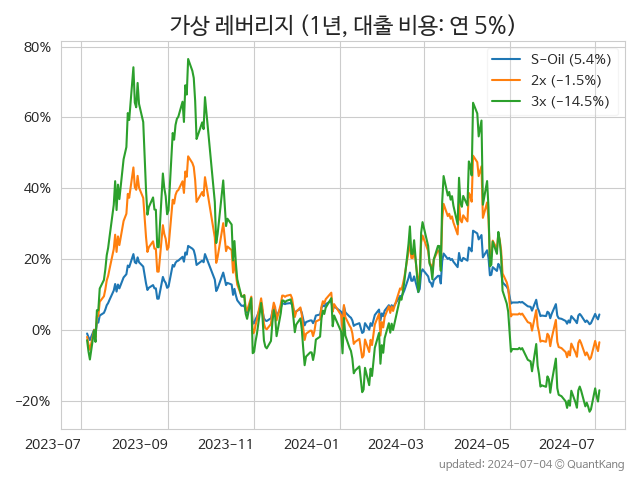 가상 레버리지 (1년, 대출 비용: 연 5%)
80%
60%
40%
20%
0%
−20%
S-Oil (5.4%)
2x (−1.5%)
3x (−14.5%)
2023-07
2023-09
2023-11
2024-01
2024-03
2024-05
2024-07
updated: 2024-07-04 © QuantKang